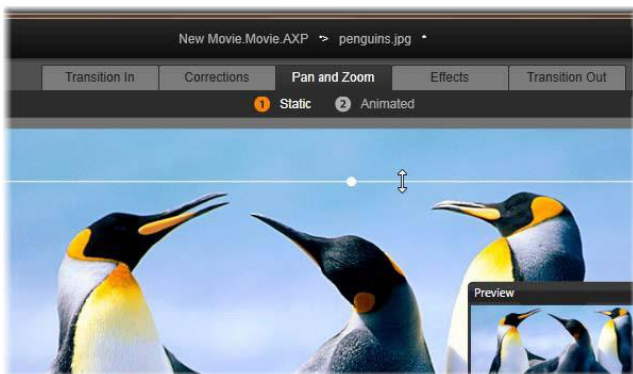 New Movie.Movie.AXP > penguins.jpg
Transition In Corrections Pan and Zoom Effects Transition Out
1 Static 2 Animated
Preview